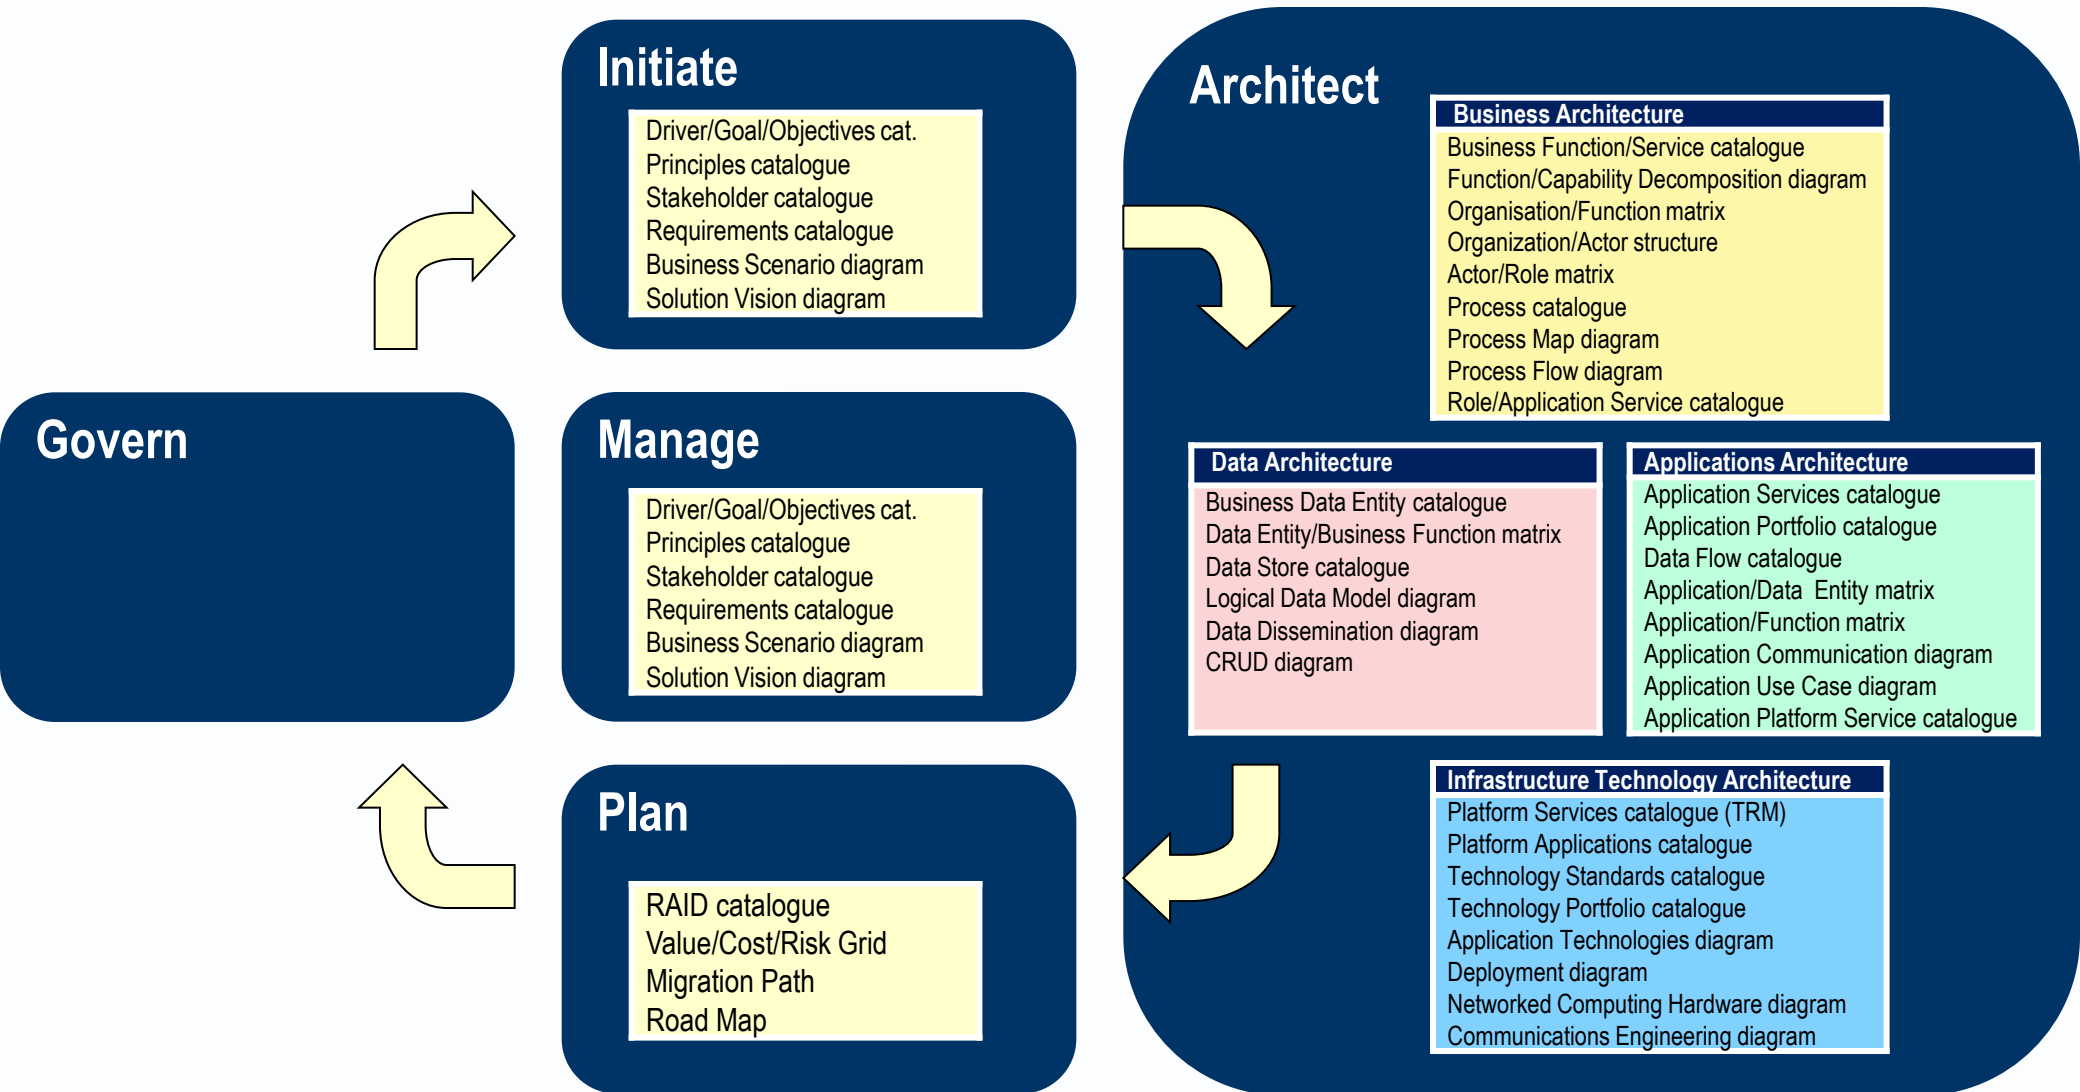 Initiate
Driver/Goal/Objectives cat.
Principles catalogue
Stakeholder catalogue
Requirements catalogue
Business Scenario diagram
Solution Vision diagram
Architect
Business Architecture
Business Function/Service catalogue
Function/Capability Decomposition diagram
Organisation/Function matrix
Organization/Actor structure
Actor/Role matrix
Process catalogue
Process Map diagram
Process Flow diagram
Role/Application Service catalogue
Govern
Manage
Driver/Goal/Objectives cat.
Principles catalogue
Stakeholder catalogue
Requirements catalogue
Business Scenario diagram
Solution Vision diagram
Data Architecture
Business Data Entity catalogue
Data Entity/Business Function matrix
Data Store catalogue
Logical Data Model diagram
Data Dissemination diagram
CRUD diagram
Applications Architecture
Application Services catalogue
Application Portfolio catalogue
Data Flow catalogue
Application/Data Entity matrix
Application/Function matrix
Application Communication diagram
Application Use Case diagram
Application Platform Service catalogue
Plan
RAID catalogue
Value/Cost/Risk Grid
Migration Path
Road Map
Infrastructure Technology Architecture
Platform Services catalogue (TRM)
Platform Applications catalogue
Technology Standards catalogue
Technology Portfolio catalogue
Application Technologies diagram
Deployment diagram
Networked Computing Hardware diagram
Communications Engineering diagram